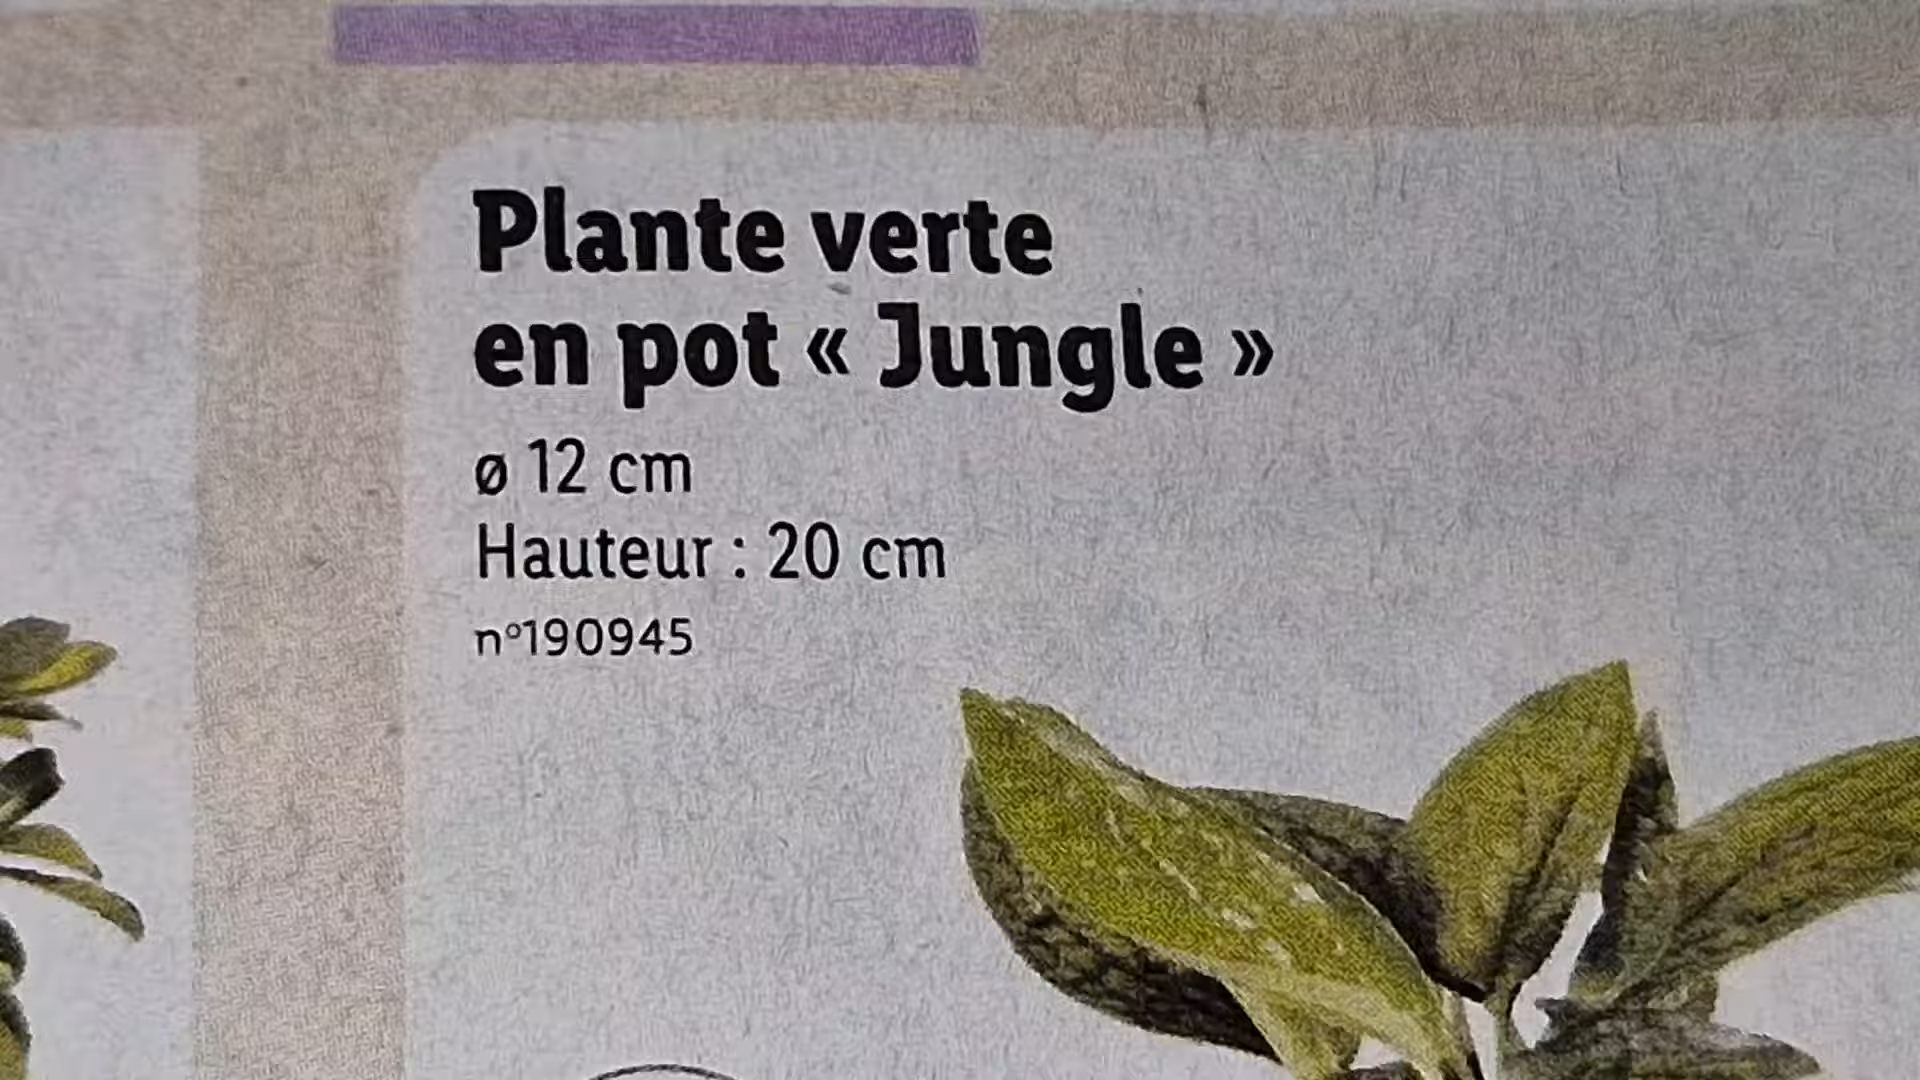 Plante verte
en pot « Jungle »
ø 12 cm
Hauteur : 20 cm
n°190945